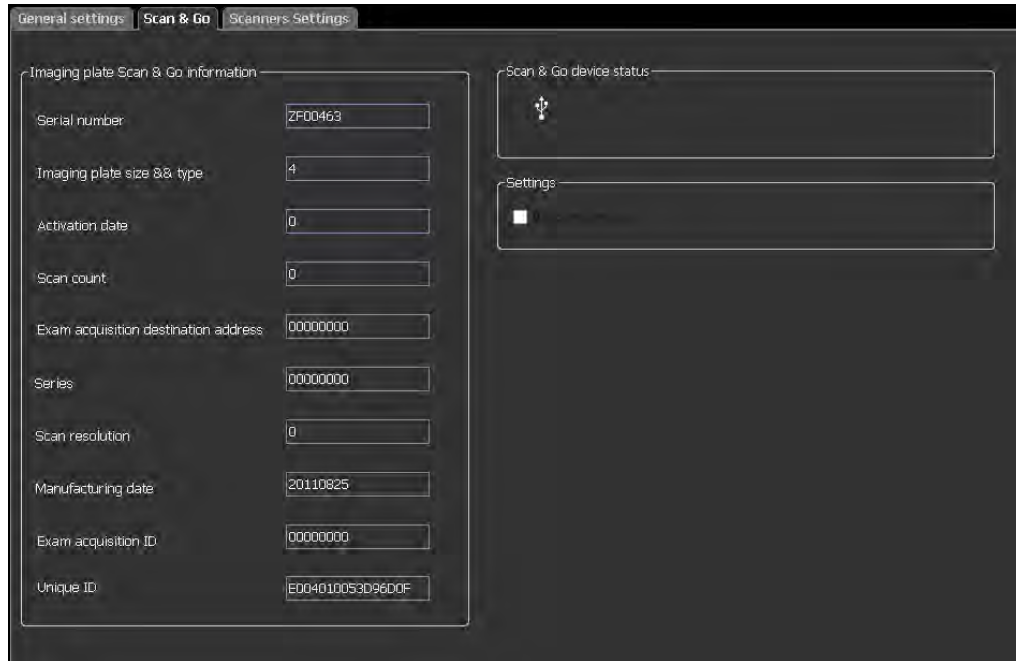 General settings Scan & Go Scanners Settings
Imaging plate Scan & Go information
Serial number ZF00463
Imaging plate size && type 4
Activation date 0
Scan count 0
Exam acquisition destination address 00000000
Series 00000000
Scan resolution 0
Manufacturing date 20110825
Exam acquisition ID 00000000
Unique ID E004010053D96D0F
Scan & Go device status
Settings